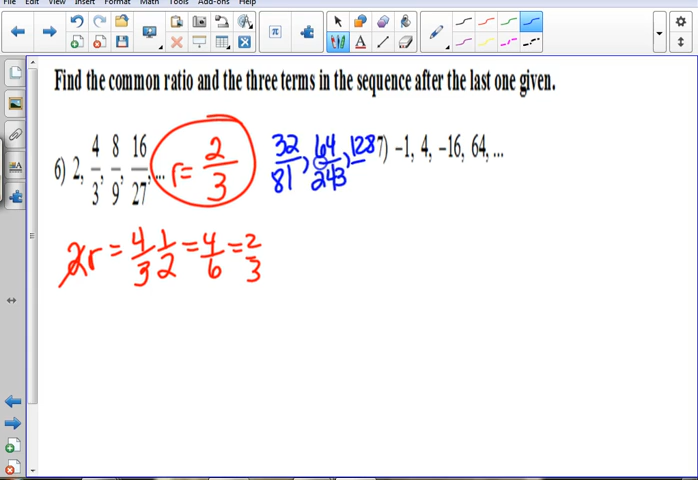 File Edit View Insert Format Math Tools Add-ons Help
Find the common ratio and the three terms in the sequence after the last one given.
6) 2, 4/3, 8/9, 16/27, ... r = 2/3 32/81, 64/243, 128 7) −1, 4, −16, 64, ...
2r = 4/3 1/2 = 4/6 = 2/3